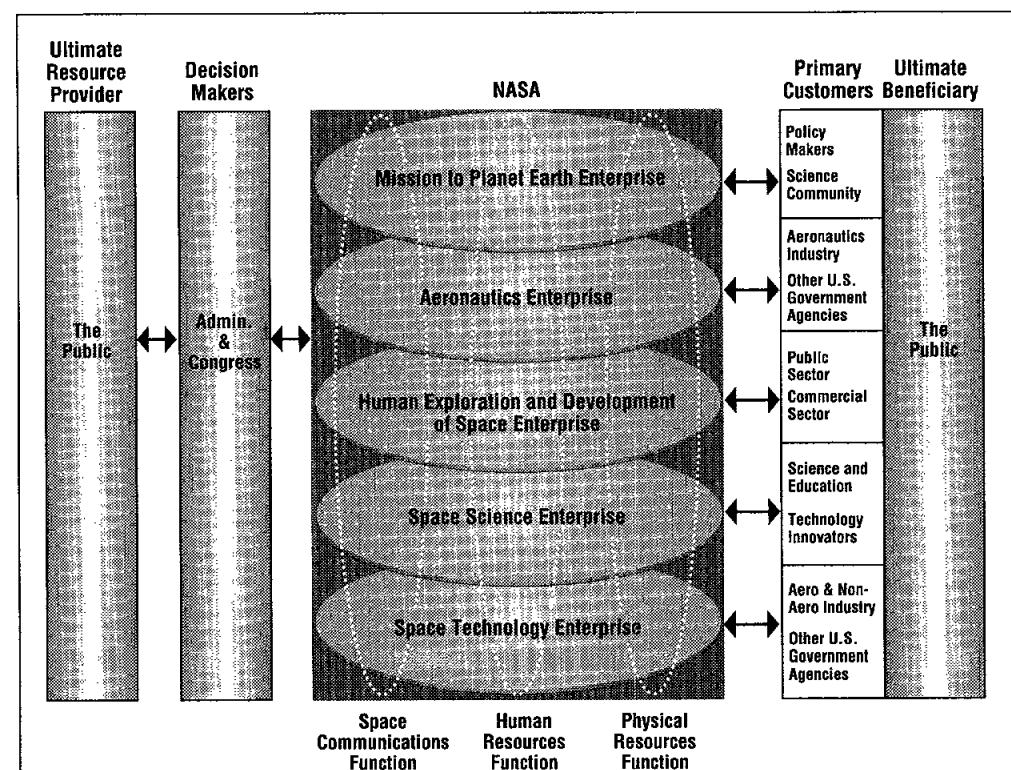 Ultimate
Resource
Provider
Decision
Makers
NASA
Primary
Customers
Ultimate
Beneficiary
The
Public
Admin.
&
Congress
Mission to Planet Earth Enterprise
Aeronautics Enterprise
Human Exploration and Development
of Space Enterprise
Space Science Enterprise
Space Technology Enterprise
Policy
Makers
Science
Community
Aeronautics
Industry
Other U.S.
Government
Agencies
Public
Sector
Commercial
Sector
Science and
Education
Technology
Innovators
Aero & Non-
Aero Industry
Other U.S.
Government
Agencies
The
Public
Space
Communications
Function
Human
Resources
Function
Physical
Resources
Function